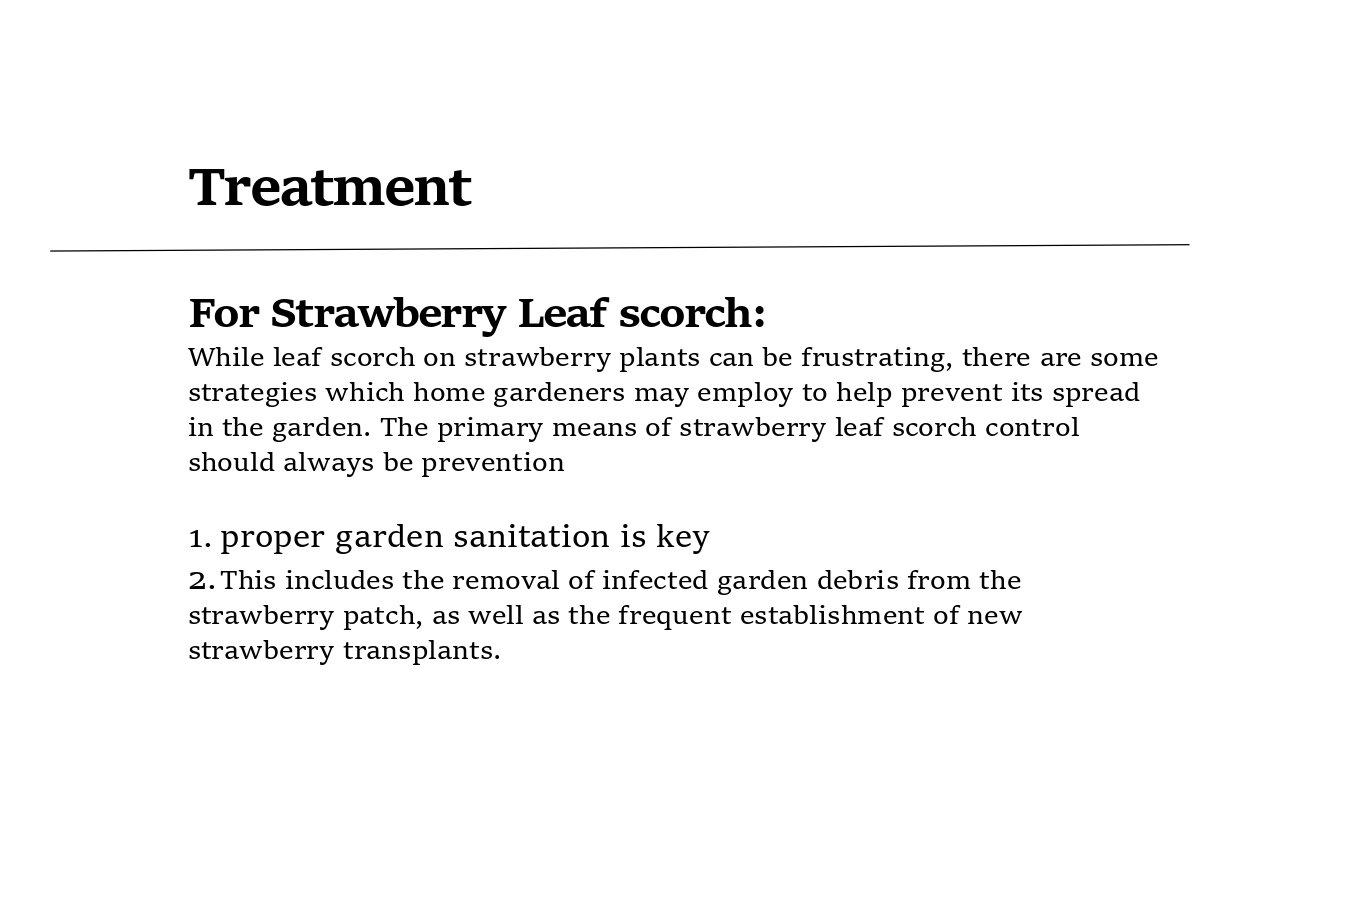 Treatment
For Strawberry Leaf scorch:
While leaf scorch on strawberry plants can be frustrating, there are some
strategies which home gardeners may employ to help prevent its spread
in the garden. The primary means of strawberry leaf scorch control
should always be prevention
1. proper garden sanitation is key
2. This includes the removal of infected garden debris from the
strawberry patch, as well as the frequent establishment of new
strawberry transplants.